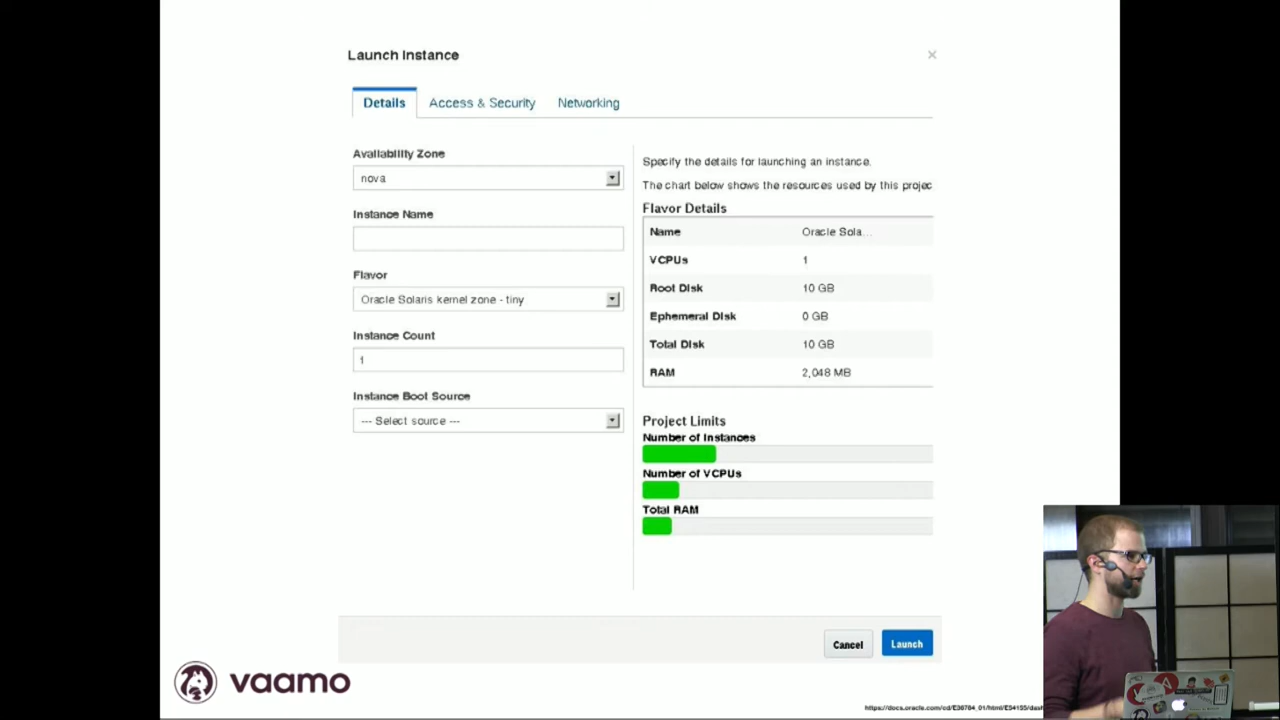 Launch Instance
×
Details Access & Security Networking
Availability Zone
nova
Instance Name
Flavor
Oracle Solaris kernel zone - tiny
Instance Count
1
Instance Boot Source
--- Select source ---
Specify the details for launching an instance.
The chart below shows the resources used by this projec
Flavor Details
Name Oracle Sola...
VCPUs 1
Root Disk 10 GB
Ephemeral Disk 0 GB
Total Disk 10 GB
RAM 2,048 MB
Project Limits
Number of Instances
Number of VCPUs
Total RAM
Cancel Launch
vaamo